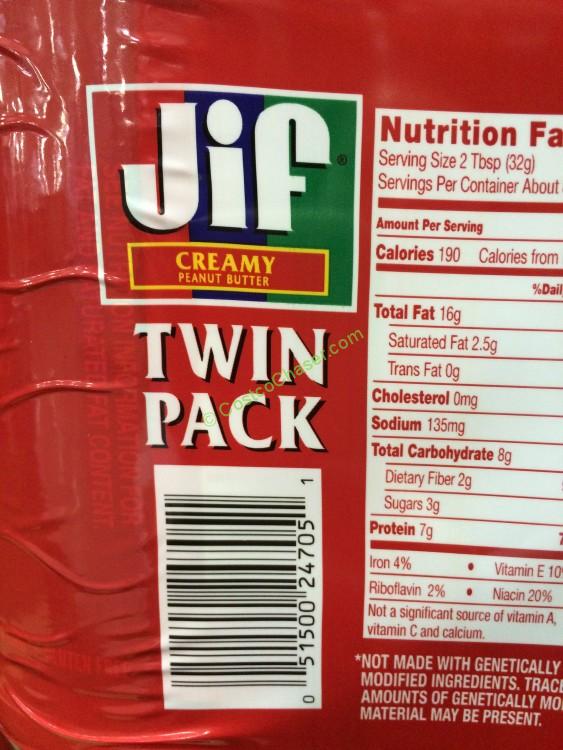 Jif®
CREAMY
PEANUT BUTTER
TWIN
PACK
© CostcoChaser.com
0 51500 24705 1
Nutrition Fa
Serving Size 2 Tbsp (32g)
Servings Per Container About
Amount Per Serving
Calories 190 Calories from
%Dail
Total Fat 16g
Saturated Fat 2.5g
Trans Fat 0g
Cholesterol 0mg
Sodium 135mg
Total Carbohydrate 8g
Dietary Fiber 2g
Sugars 3g
Protein 7g
Iron 4% • Vitamin E 10%
Riboflavin 2% • Niacin 20%
Not a significant source of vitamin A,
vitamin C and calcium.
*NOT MADE WITH GENETICALLY
MODIFIED INGREDIENTS. TRACE
AMOUNTS OF GENETICALLY MO
MATERIAL MAY BE PRESENT.